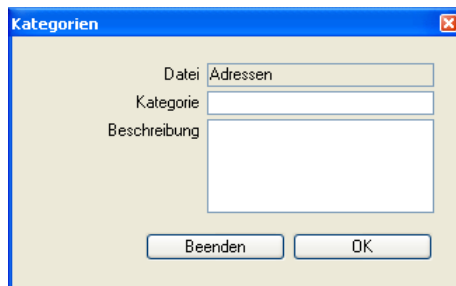 Kategorien
Datei Adressen
Kategorie
Beschreibung
Beenden OK